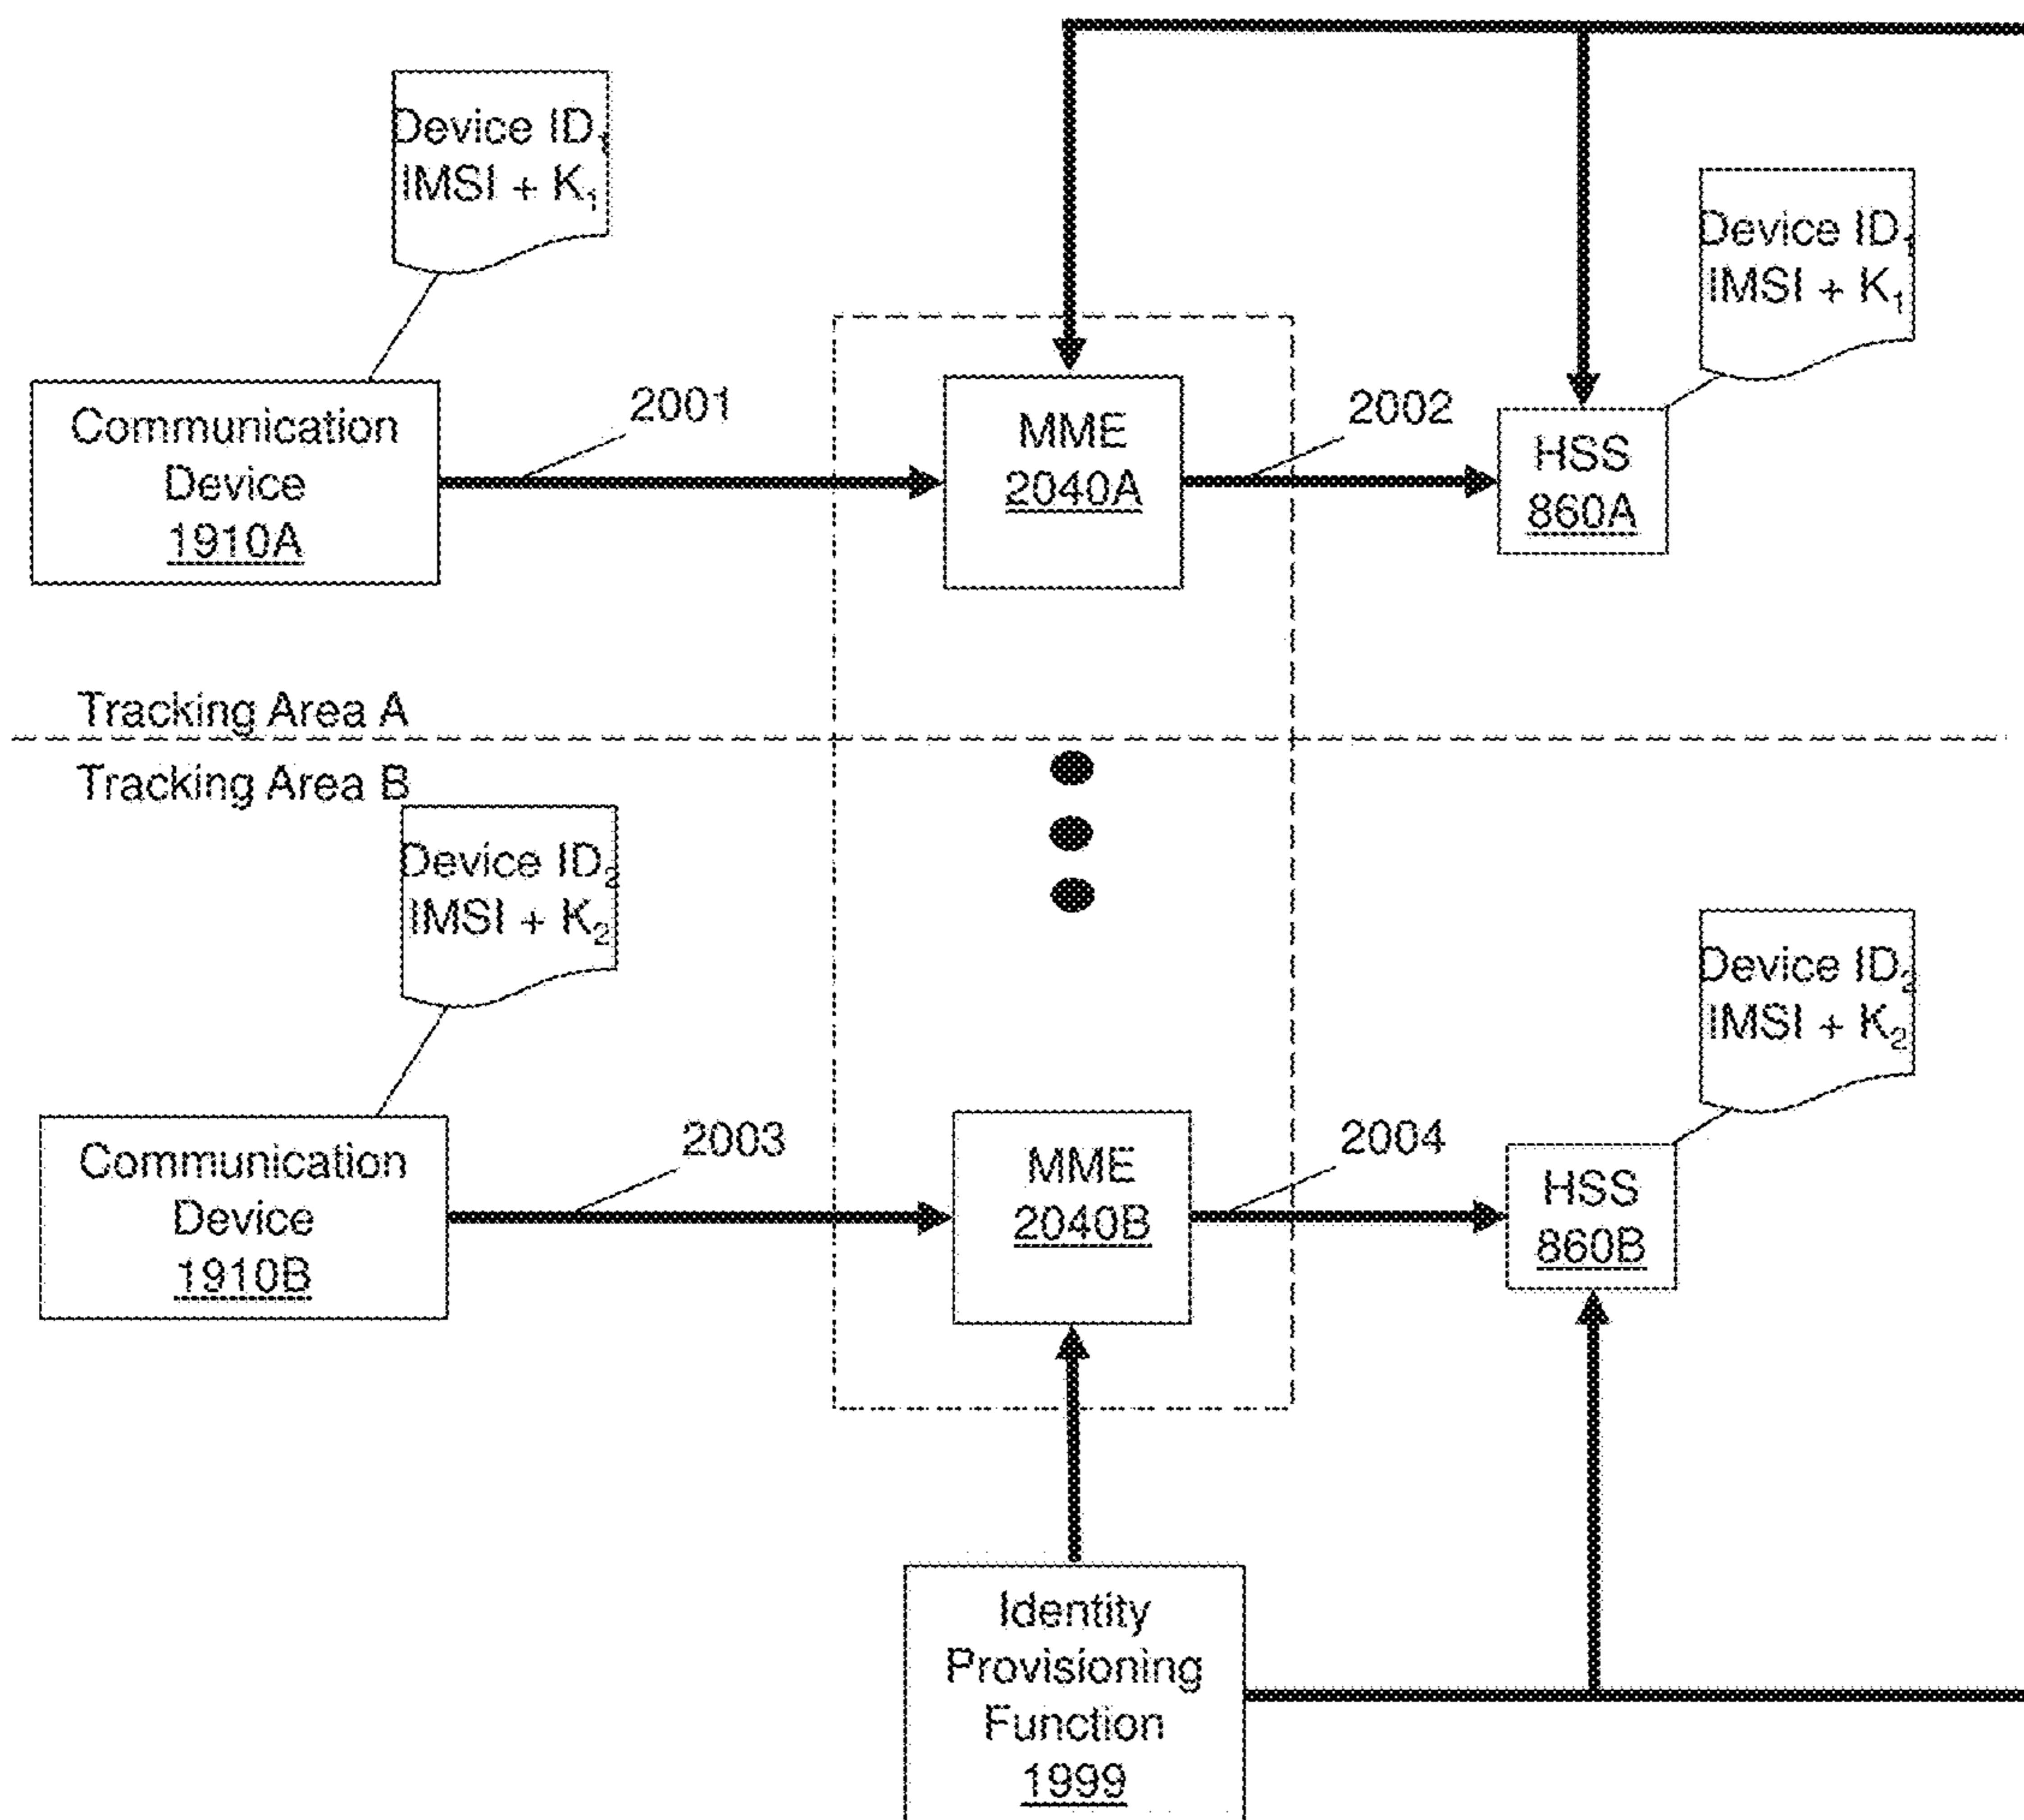 Device ID₁
IMSI + K₁
Device ID₁
IMSI + K₁
Communication
Device
1910A
2001
MME
2040A
2002
HSS
860A
Tracking Area A
Tracking Area B
Device ID₂
IMSI + K₂
Device ID₂
IMSI + K₂
Communication
Device
1910B
2003
MME
2040B
2004
HSS
860B
Identity
Provisioning
Function
1999